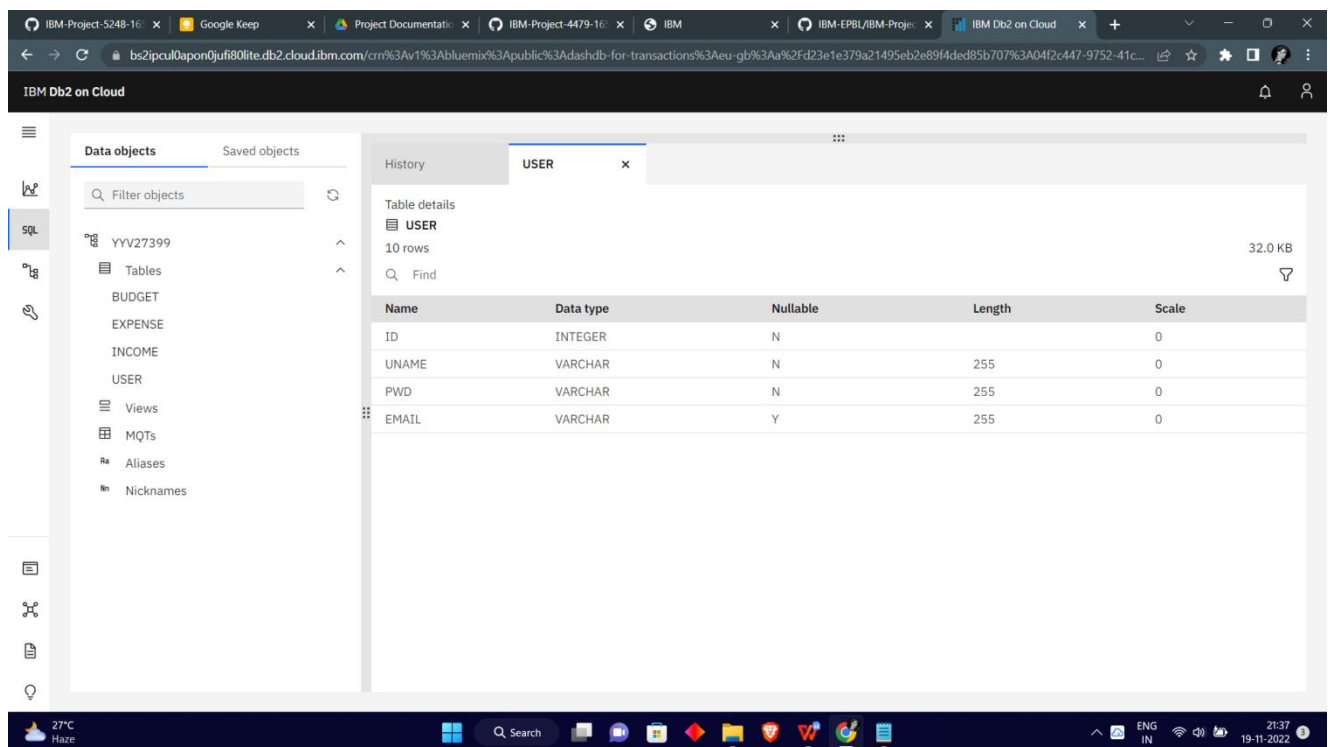 IBM-Project-5248-16
Google Keep
Project Documentatio
IBM-Project-4479-16
IBM
IBM-EPBL/IBM-Projec
IBM Db2 on Cloud
bs2ipcul0apon0jufi80lite.db2.cloud.ibm.com/crn%3Av1%3Abluemix%3Apublic%3Adashdb-for-transactions%3Aeu-gb%3Aa%2Fd23e1e379a21495eb2e89f4ded85b707%3A04f2c447-9752-41c...
IBM Db2 on Cloud
Data objects Saved objects
Filter objects
SQL
YYV27399
Tables
BUDGET
EXPENSE
INCOME
USER
Views
MQTs
Aa Aliases
Nn Nicknames
History USER
Table details
USER
10 rows 32.0 KB
Find
Name Data type Nullable Length Scale
ID INTEGER N 0
UNAME VARCHAR N 255 0
PWD VARCHAR N 255 0
EMAIL VARCHAR Y 255 0
27°C
Haze
Search
ENG
IN
21:37
19-11-2022
3